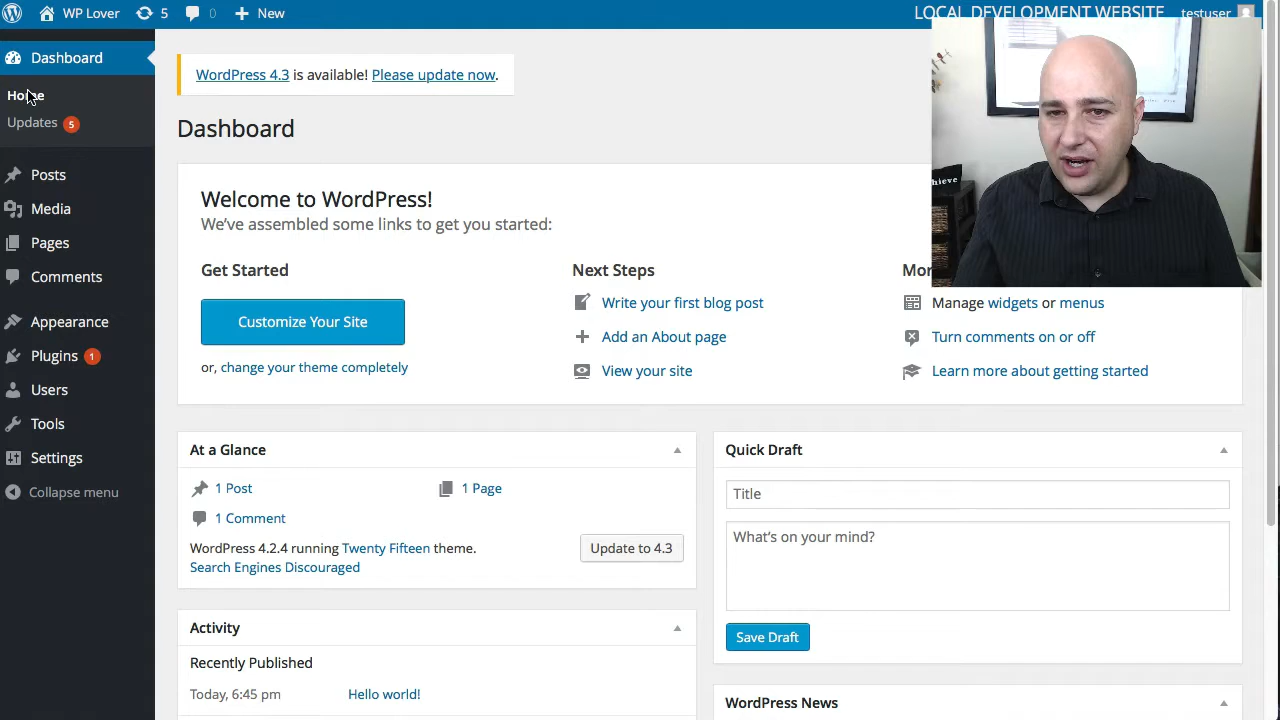 WP Lover 5 0 New LOCAL DEVELOPMENT WEBSITE testuser
Dashboard
Home
Updates 5
Posts
Media
Pages
Comments
Appearance
Plugins 1
Users
Tools
Settings
Collapse menu
WordPress 4.3 is available! Please update now.
Dashboard
Welcome to WordPress!
We've assembled some links to get you started:
Get Started
Customize Your Site
or, change your theme completely
Next Steps
Write your first blog post
Add an About page
View your site
Manage widgets or menus
Turn comments on or off
Learn more about getting started
At a Glance
1 Post 1 Page
1 Comment
WordPress 4.2.4 running Twenty Fifteen theme. Update to 4.3
Search Engines Discouraged
Activity
Recently Published
Today, 6:45 pm Hello world!
Quick Draft
Title
What's on your mind?
Save Draft
WordPress News